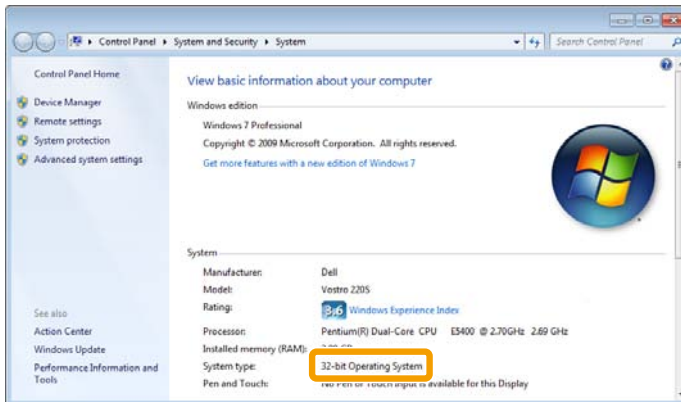 Control Panel ▸ System and Security ▸ System
Search Control Panel
Control Panel Home
Device Manager
Remote settings
System protection
Advanced system settings
See also
Action Center
Windows Update
Performance Information and
Tools
View basic information about your computer
Windows edition
Windows 7 Professional
Copyright © 2009 Microsoft Corporation. All rights reserved.
Get more features with a new edition of Windows 7
System
Manufacturer: Dell
Model: Vostro 220S
Rating: 3.6 Windows Experience Index
Processor: Pentium(R) Dual-Core CPU E5400 @ 2.70GHz 2.69 GHz
Installed memory (RAM): GB
System type: 32-bit Operating System
Pen and Touch: No Pen or Touch Input is available for this Display